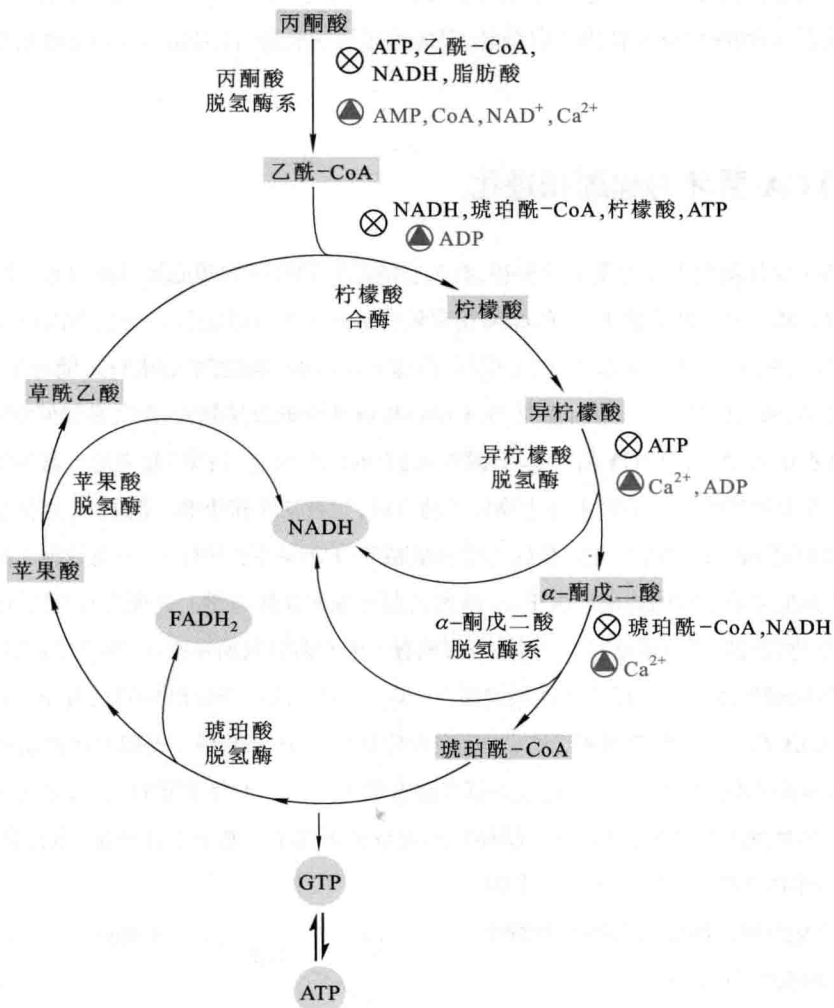 丙酮酸
ATP,乙酰-CoA,
NADH,脂肪酸
丙酮酸
脱氢酶系
AMP,CoA,NAD⁺,Ca²⁺
乙酰-CoA
NADH,琥珀酰-CoA,柠檬酸,ATP
ADP
柠檬酸
合酶
柠檬酸
草酰乙酸
异柠檬酸
异柠檬酸
脱氢酶
ATP
Ca²⁺,ADP
苹果酸
脱氢酶
NADH
苹果酸
α-酮戊二酸
FADH₂
α-酮戊二酸
脱氢酶系
琥珀酰-CoA,NADH
Ca²⁺
琥珀酸
脱氢酶
琥珀酰-CoA
GTP
ATP